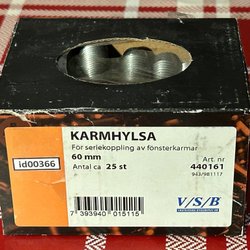 KARMHYLSA
För seriekoppling av fönsterkarmar
60 mm
Antal ca 25 st
Art. nr
440161
943/981117
id00366
V/S/B
7 393940 015115